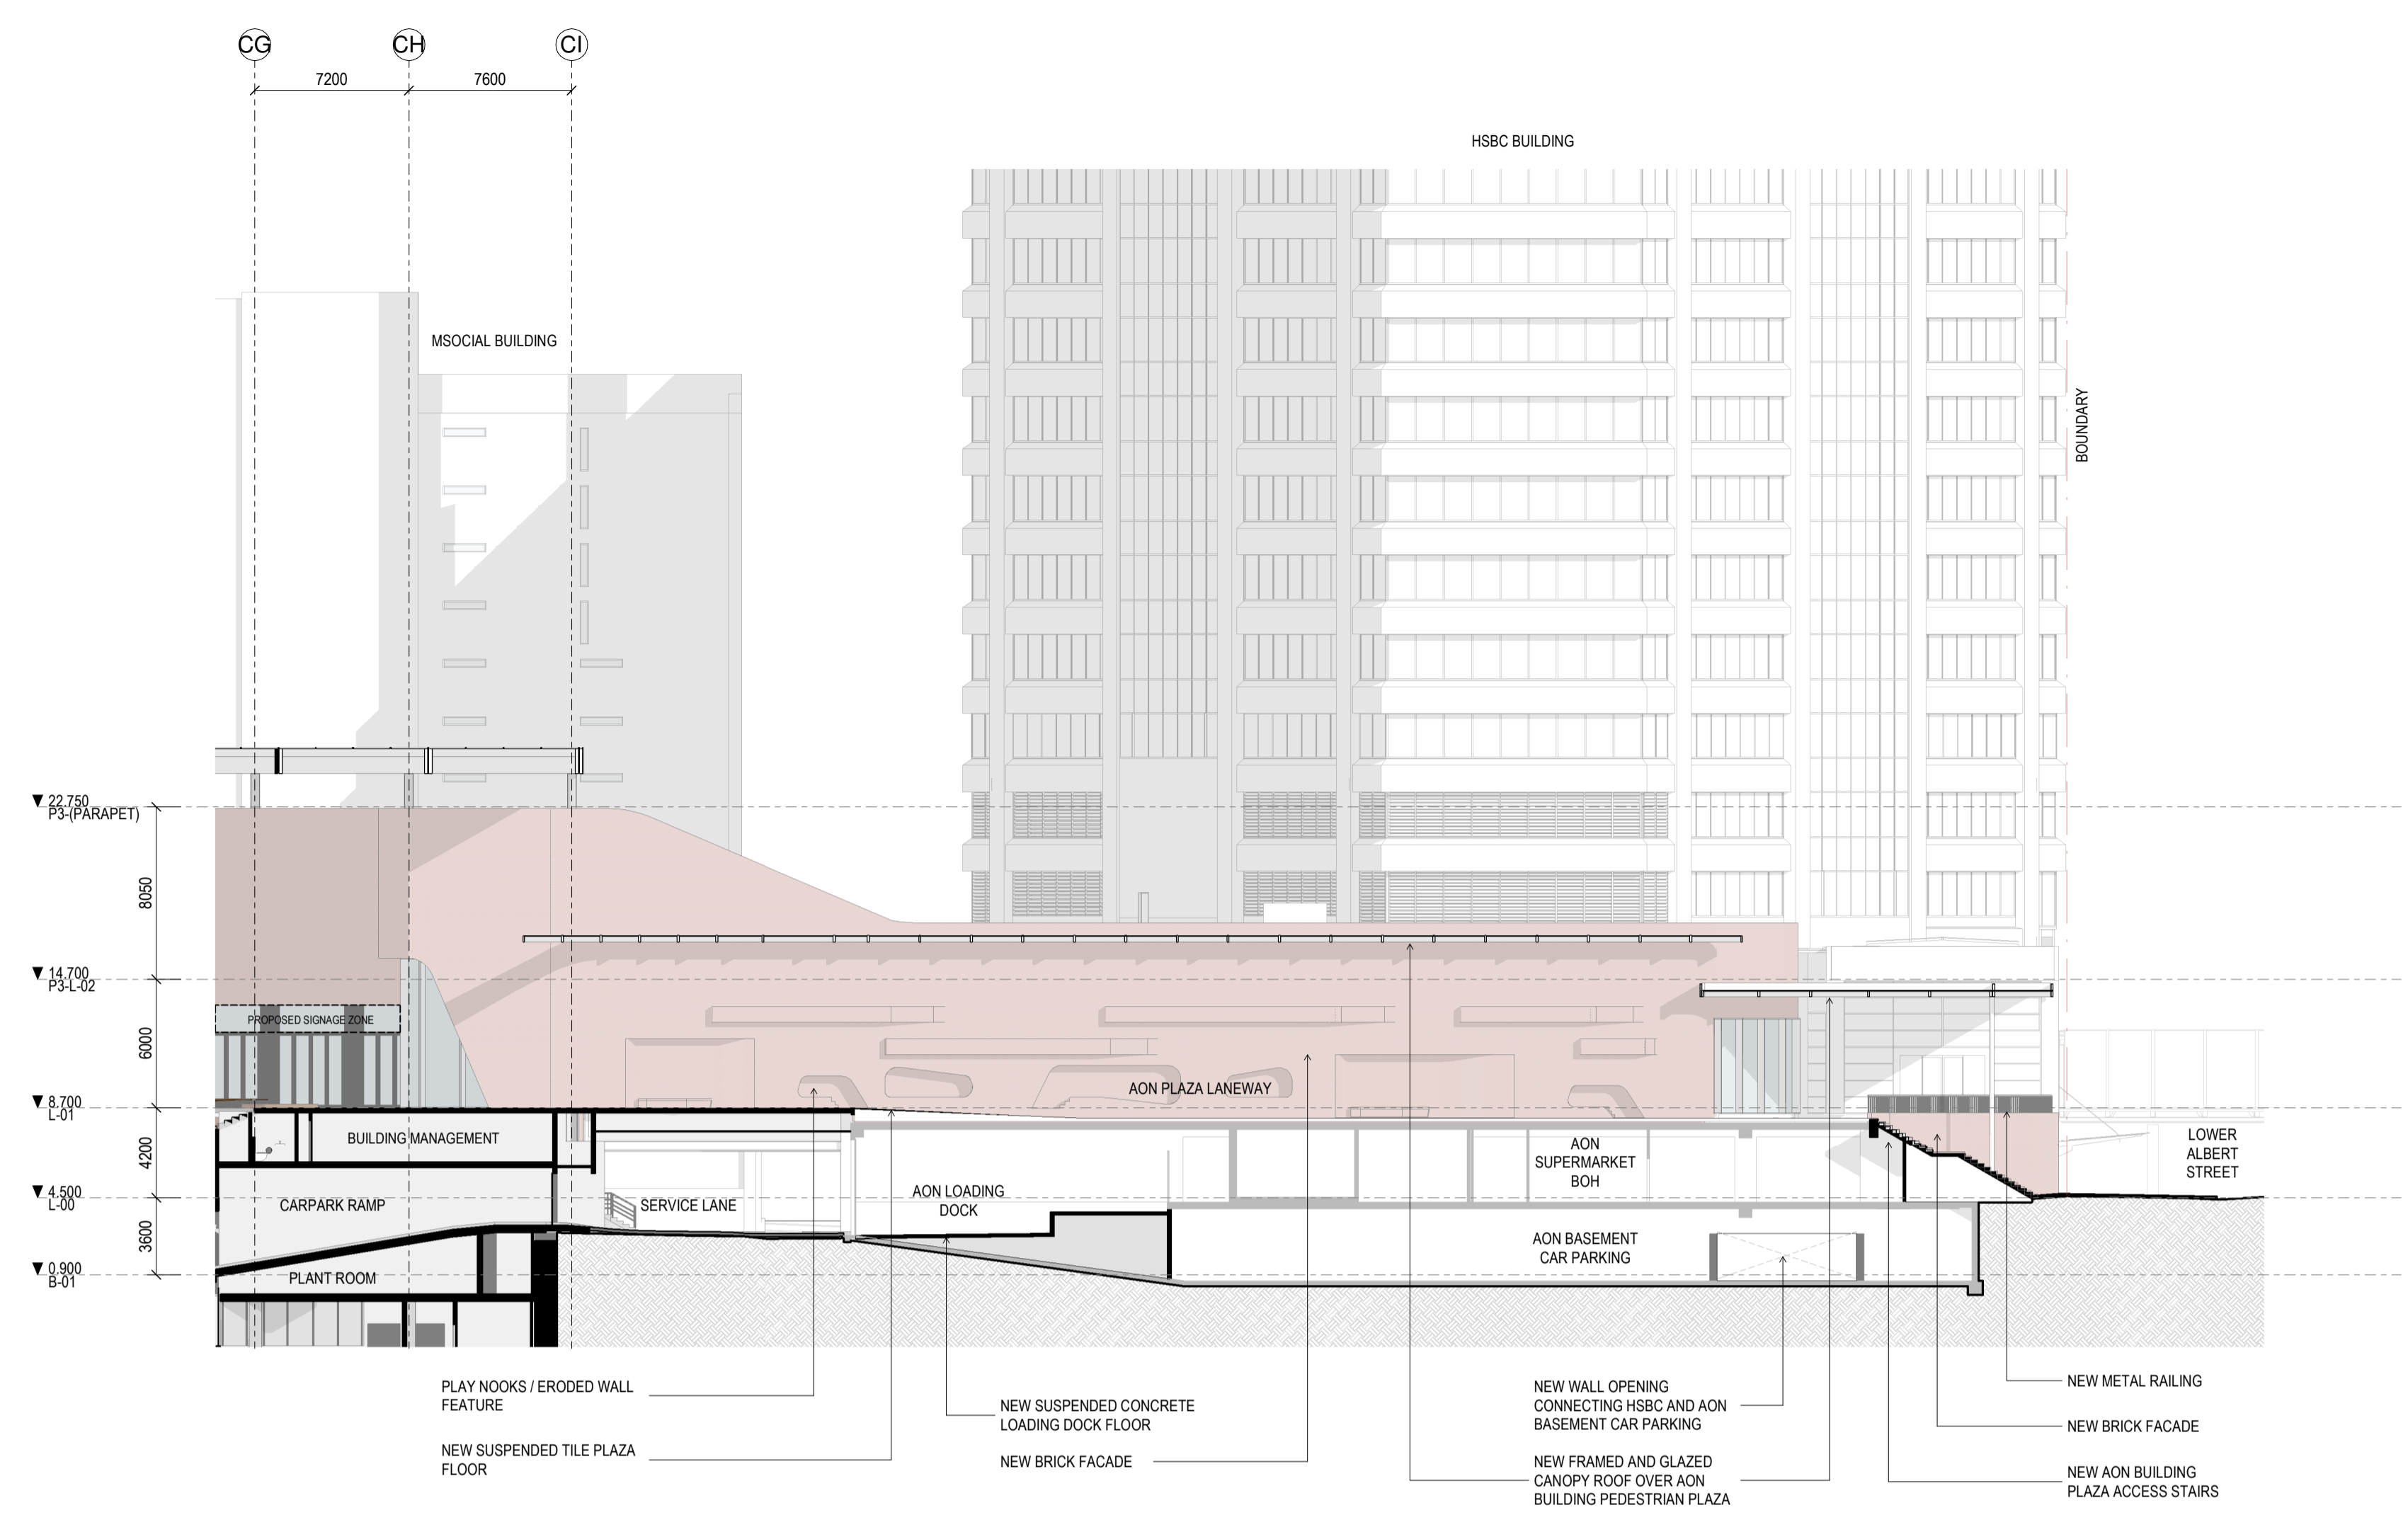 CG
CH
CI
7200
7600
HSBC BUILDING
MSOCIAL BUILDING
BOUNDARY
22.750
P3-(PARAPET)
8050
14.700
P3-L-02
PROPOSED SIGNAGE ZONE
6000
AON PLAZA LANEWAY
8.700
L-01
BUILDING MANAGEMENT
4200
AON
SUPERMARKET
BOH
LOWER
ALBERT
STREET
4.500
L-00
CARPARK RAMP
SERVICE LANE
AON LOADING
DOCK
3600
AON BASEMENT
CAR PARKING
0.900
B-01
PLANT ROOM
PLAY NOOKS / ERODED WALL
FEATURE
NEW SUSPENDED TILE PLAZA
FLOOR
NEW SUSPENDED CONCRETE
LOADING DOCK FLOOR
NEW BRICK FACADE
NEW WALL OPENING
CONNECTING HSBC AND AON
BASEMENT CAR PARKING
NEW FRAMED AND GLAZED
CANOPY ROOF OVER AON
BUILDING PEDESTRIAN PLAZA
NEW METAL RAILING
NEW BRICK FACADE
NEW AON BUILDING
PLAZA ACCESS STAIRS